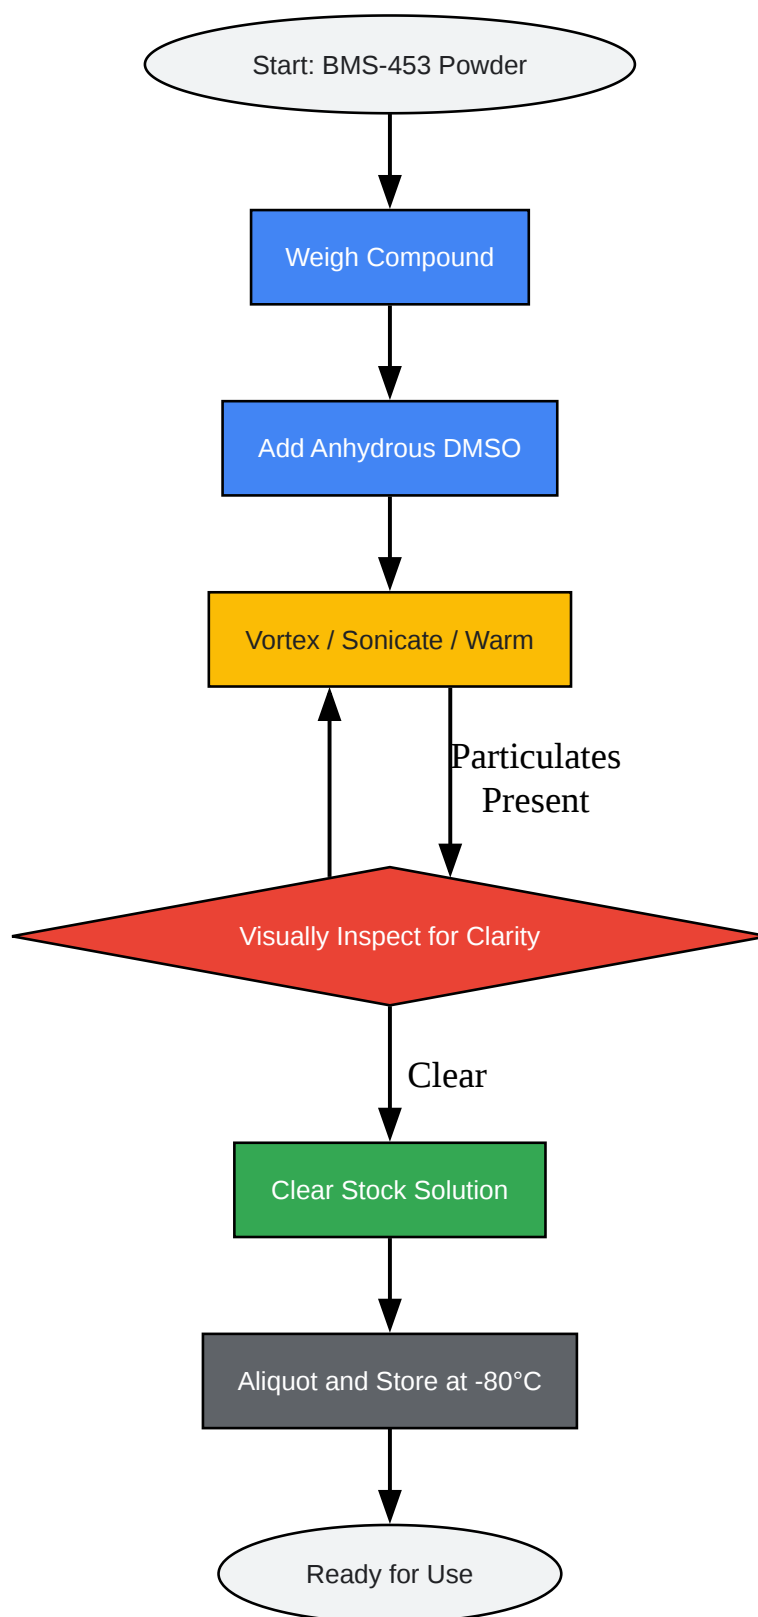 Start: BMS-453 Powder
Weigh Compound
Add Anhydrous DMSO
Vortex / Sonicate / Warm
Particulates
Present
Visually Inspect for Clarity
Clear
Clear Stock Solution
Aliquot and Store at -80°C
Ready for Use